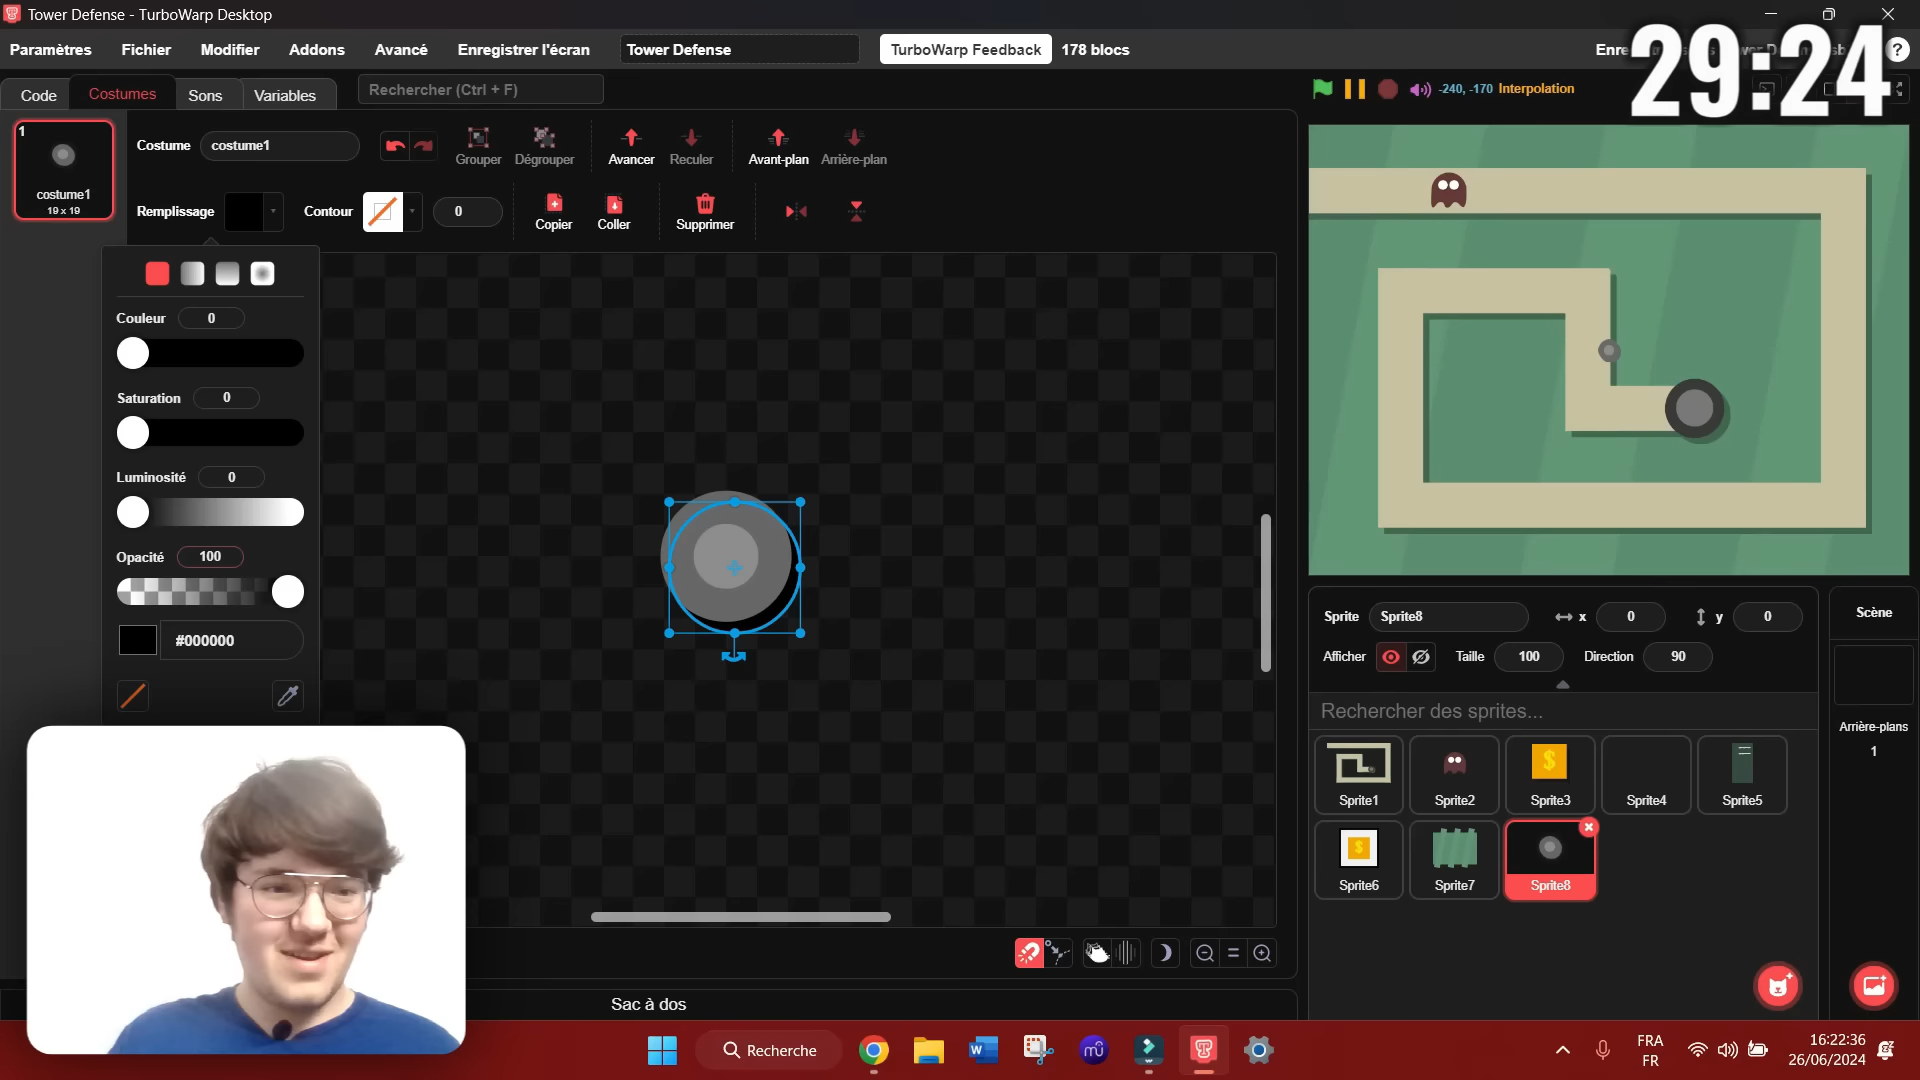 Tower Defense - TurboWarp Desktop
Paramètres
Fichier
Modifier
Addons
Avancé
Enregistrer l'écran
Tower Defense
TurboWarp Feedback
178 blocs
?
29:24
Code
Costumes
Sons
Variables
Rechercher (Ctrl + F)
-240, -170
Interpolation
1
costume1
19 x 19
Costume
costume1
Grouper
Dégrouper
Avancer
Reculer
Avant-plan
Arrière-plan
Remplissage
Contour
0
Copier
Coller
Supprimer
Couleur
0
Saturation
0
Luminosité
0
Opacité
100
#000000
Sprite
Sprite8
x
0
y
0
Afficher
Taille
100
Direction
90
Scène
Arrière-plans
1
Rechercher des sprites...
Sprite1
Sprite2
$
Sprite3
Sprite4
Sprite5
$
Sprite6
Sprite7
Sprite8
Sac à dos
Recherche
W
mū
FRA
FR
16:22:36
26/06/2024